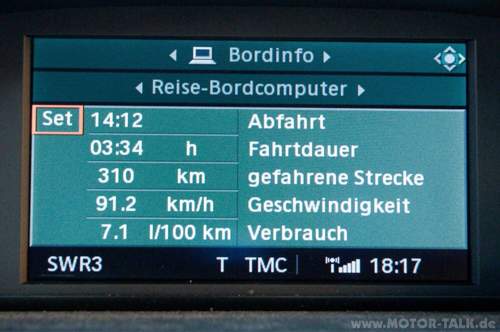 Bordinfo
Reise-Bordcomputer
Set 14:12 Abfahrt
03:34 h Fahrtdauer
310 km gefahrene Strecke
91.2 km/h Geschwindigkeit
7.1 l/100 km Verbrauch
SWR3 T TMC 18:17
www.MOTOR-TALK.de